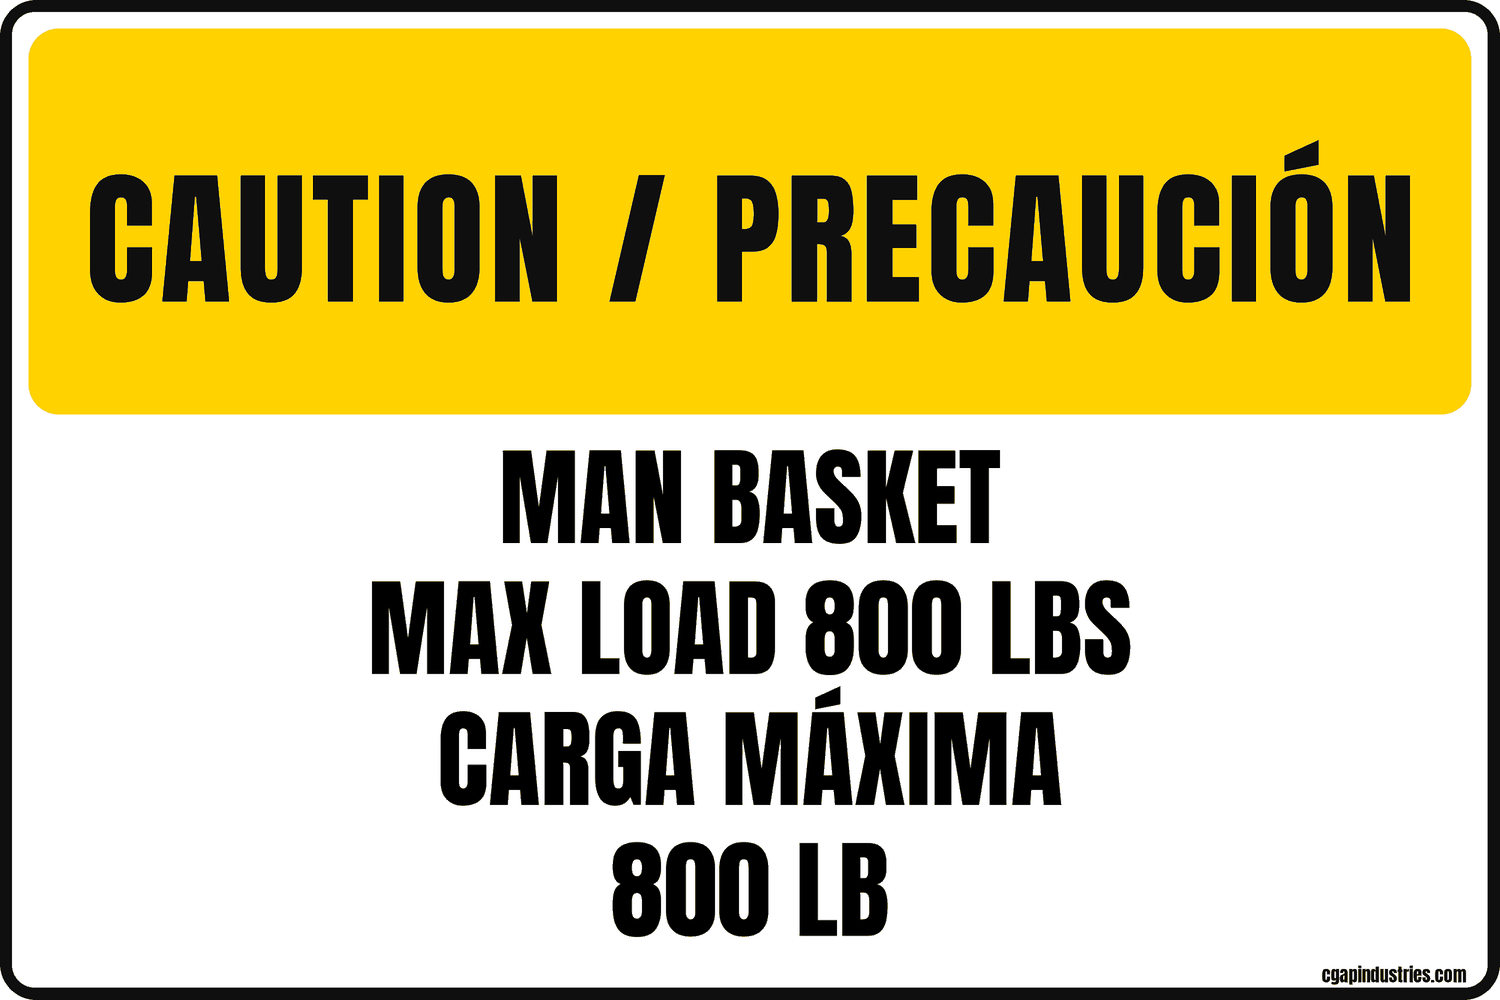 CAUTION / PRECAUCIÓN
MAN BASKET
MAX LOAD 800 LBS
CARGA MÁXIMA
800 LB
cgapindustries.com